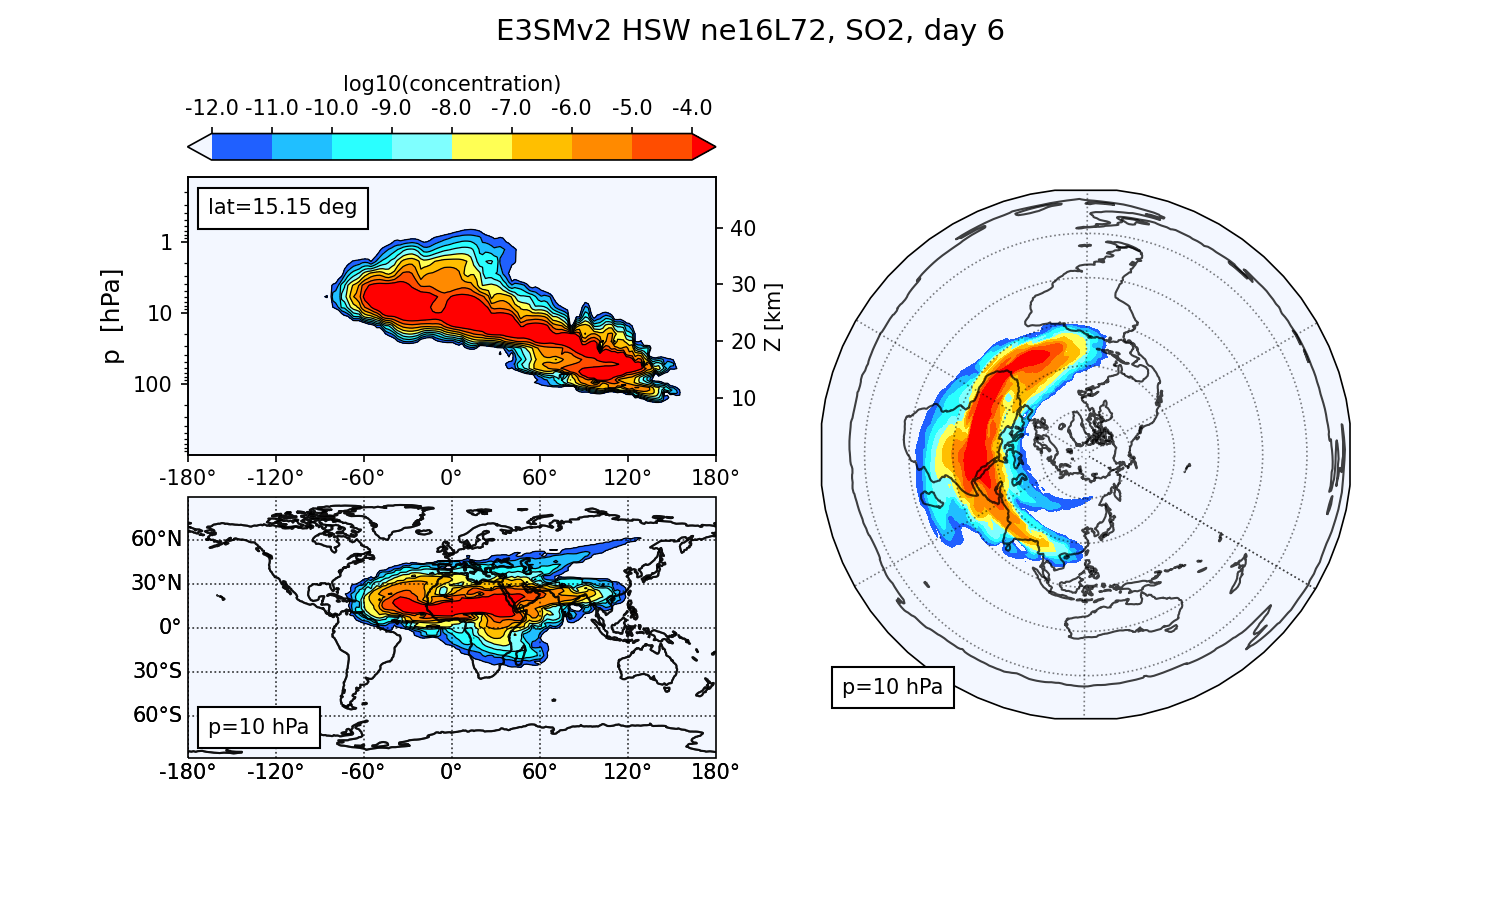 E3SMv2 HSW ne16L72, SO2, day 6
log10(concentration)
-12.0 -11.0 -10.0 -9.0 -8.0 -7.0 -6.0 -5.0 -4.0
lat=15.15 deg
p [hPa]
1
10
100
40
30
20
10
Z [km]
-180° -120° -60° 0° 60° 120° 180°
60°N
30°N
0°
30°S
60°S
p=10 hPa
-180° -120° -60° 0° 60° 120° 180°
p=10 hPa